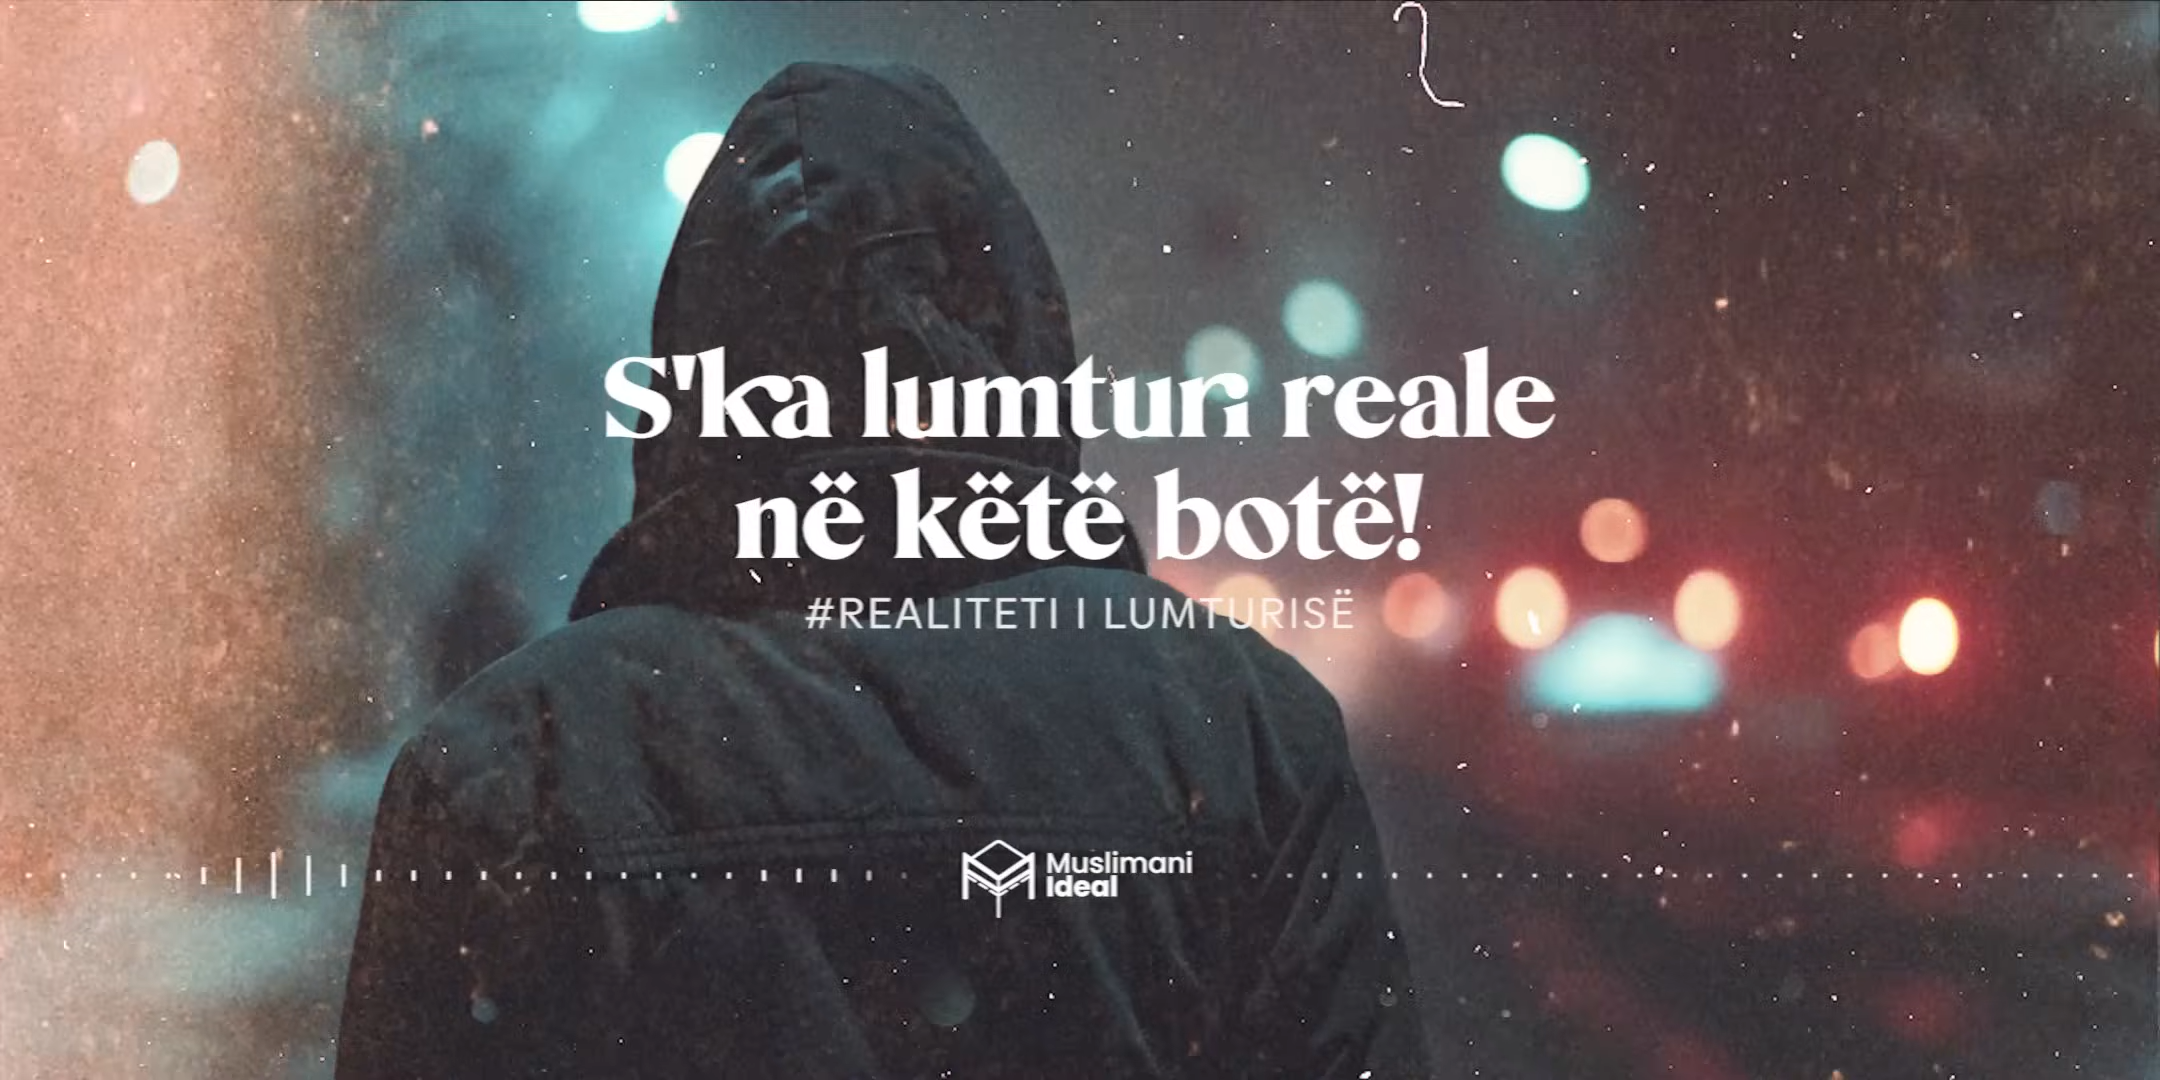 S'ka lumturi reale
në këtë botë!
#REALITETI I LUMTURISË
Muslimani
Ideal